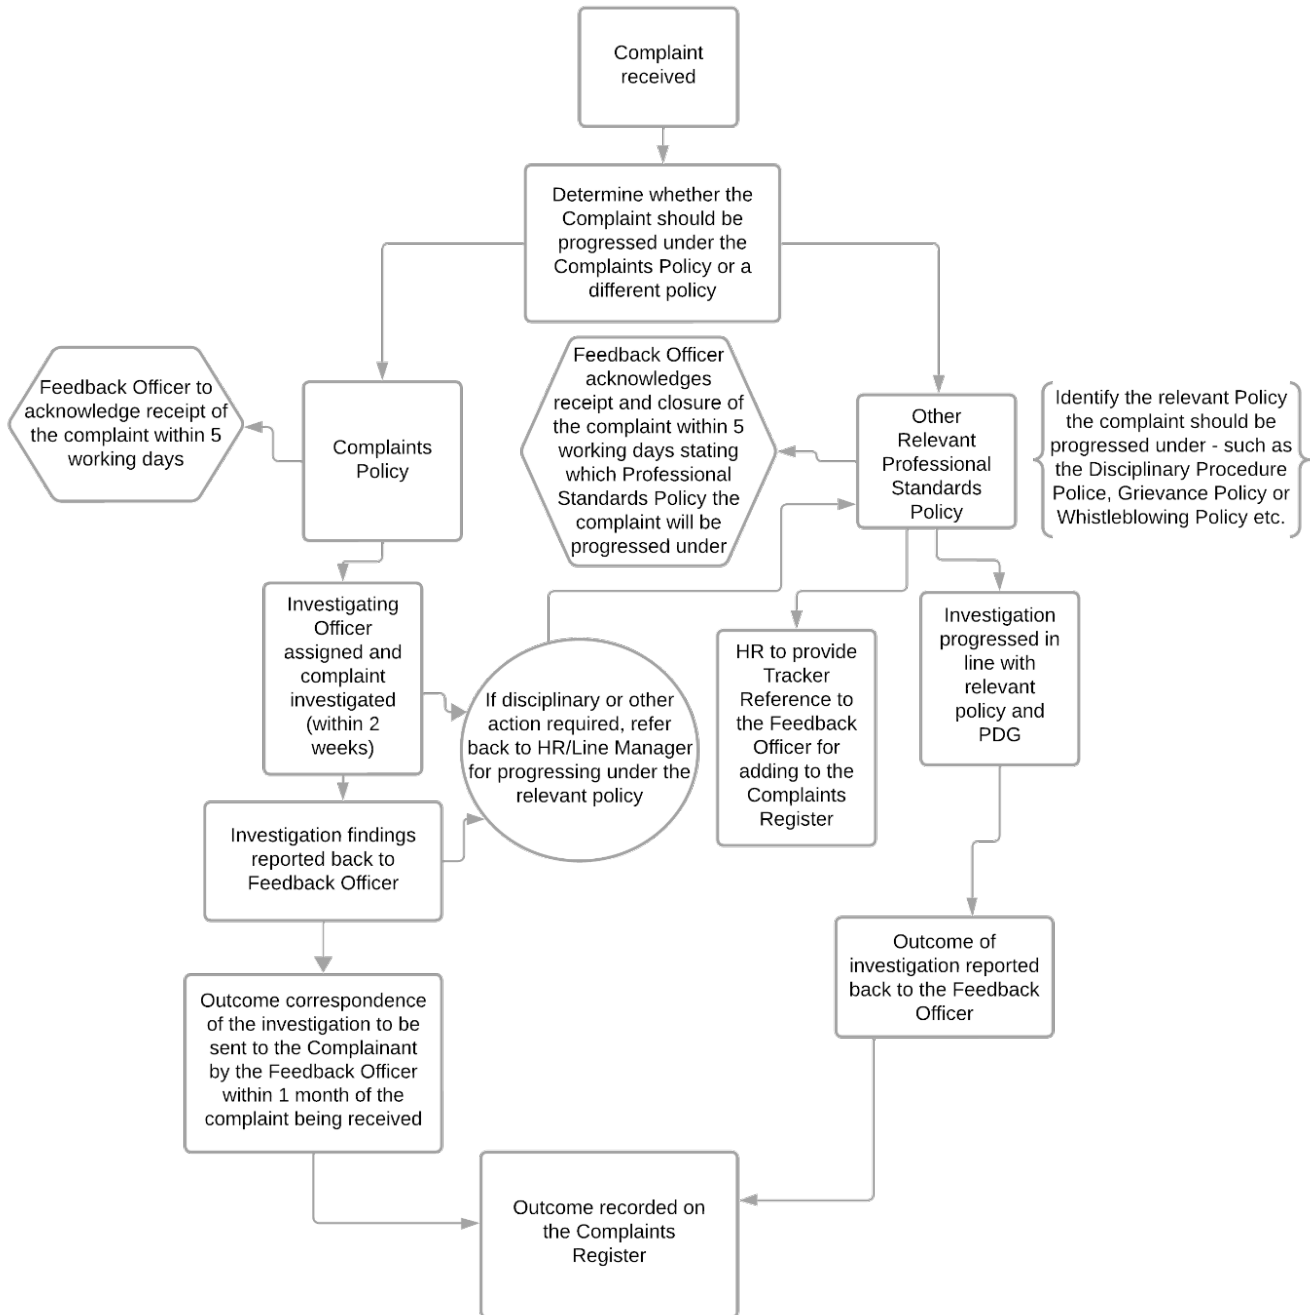 Complaint
received
Determine whether the
Complaint should be
progressed under the
Complaints Policy or a
different policy
Feedback Officer to
acknowledge receipt of
the complaint within 5
working days
Complaints
Policy
Feedback Officer
acknowledges
receipt and closure of
the complaint within 5
working days stating
which Professional
Standards Policy the
complaint will be
progressed under
Other
Relevant
Professional
Standards
Policy
Identify the relevant Policy
the complaint should be
progressed under - such as
the Disciplinary Procedure
Police, Grievance Policy or
Whistleblowing Policy etc.
Investigating
Officer
assigned and
complaint
investigated
(within 2
weeks)
If disciplinary or other
action required, refer
back to HR/Line Manager
for progressing under the
relevant policy
HR to provide
Tracker
Reference to
the Feedback
Officer for
adding to the
Complaints
Register
Investigation
progressed in
line with
relevant
policy and
PDG
Investigation findings
reported back to
Feedback Officer
Outcome of
investigation reported
back to the Feedback
Officer
Outcome correspondence
of the investigation to be
sent to the Complainant
by the Feedback Officer
within 1 month of the
complaint being received
Outcome recorded on
the Complaints
Register